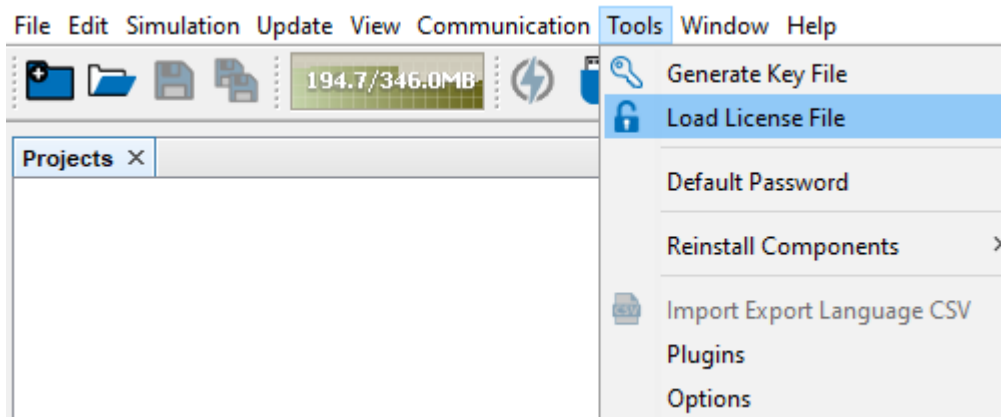 File Edit Simulation Update View Communication Tools Window Help
194.7/346.0MB
Generate Key File
Load License File
Projects
Default Password
Reinstall Components
CSV
Import Export Language CSV
Plugins
Options